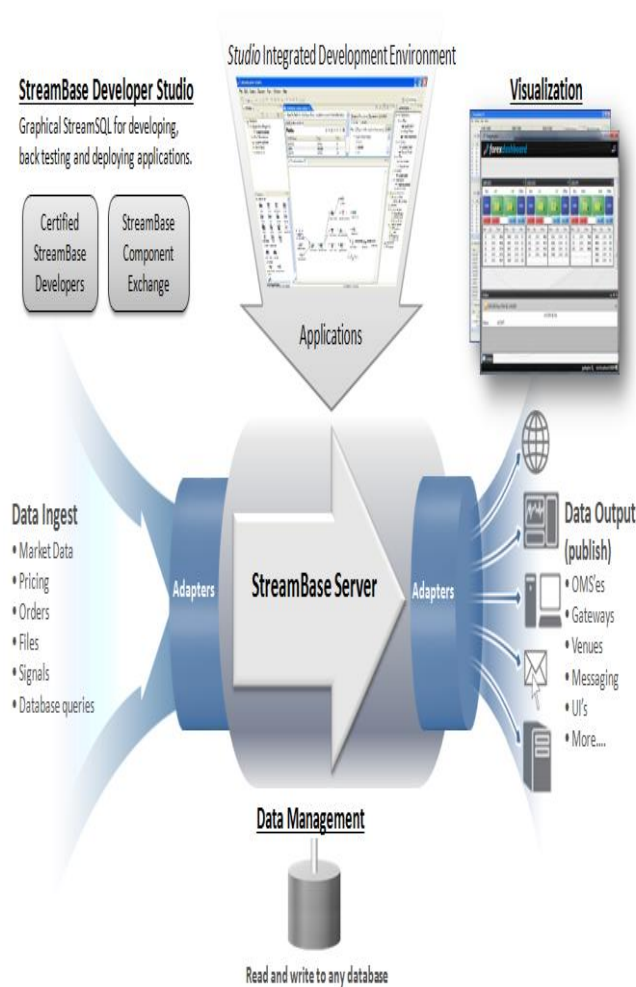 Studio Integrated Development Environment
StreamBase Developer Studio
Graphical StreamSQL for developing,
back testing and deploying applications.
Certified
StreamBase
Developers
StreamBase
Component
Exchange
Visualization
forexdashboard
Applications
Data Ingest
• Market Data
• Pricing
• Orders
• Files
• Signals
• Database queries
Adapters
StreamBase Server
Adapters
Data Output
(publish)
• OMS'es
• Gateways
• Venues
• Messaging
• UI's
• More....
Data Management
Read and write to any database